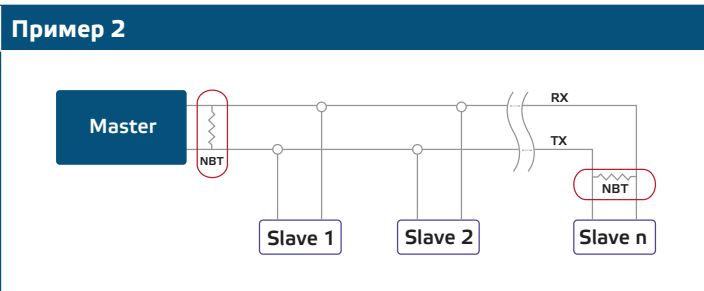 Пример 2
RX
Master
TX
NBT
NBT
Slave 1
Slave 2
Slave n